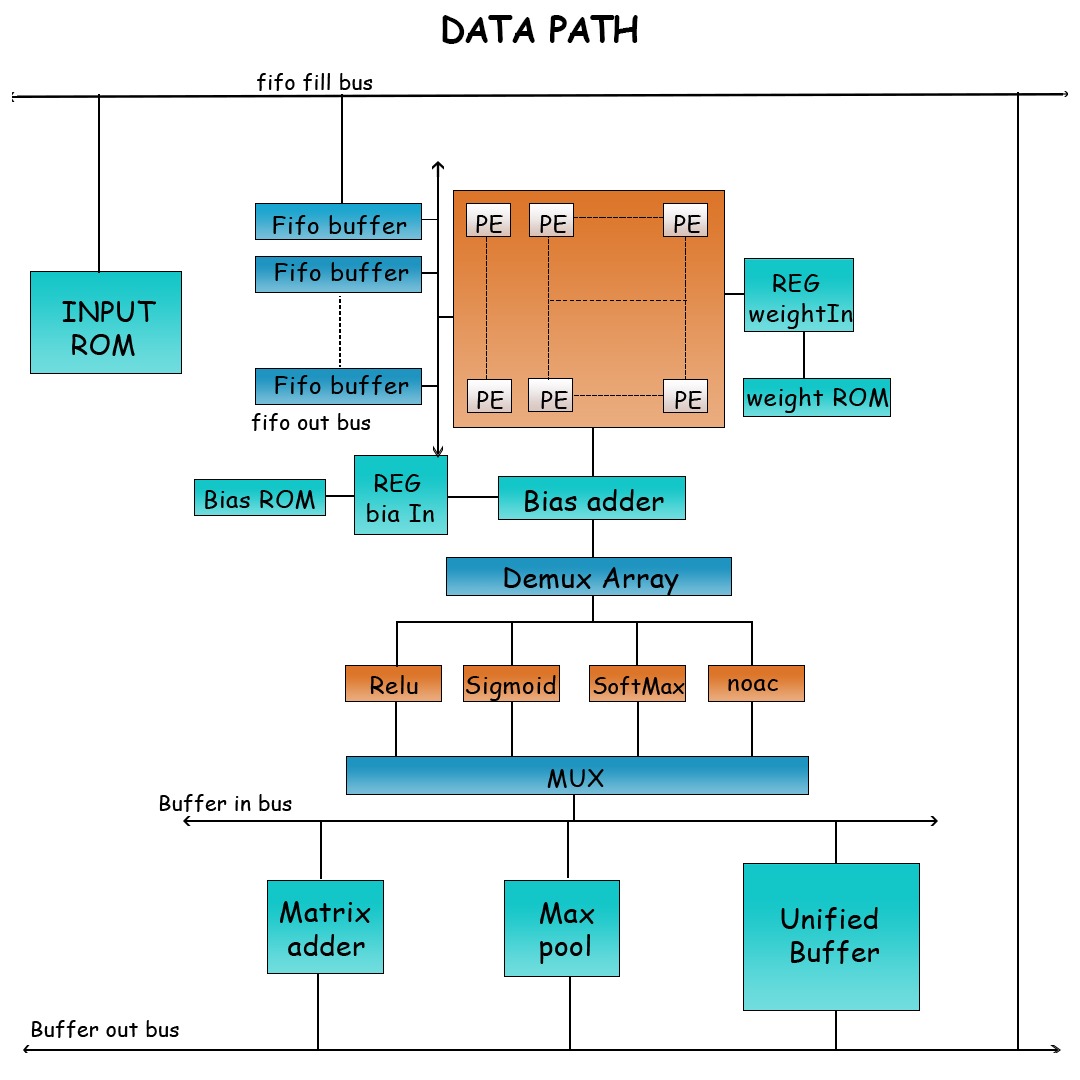 DATA PATH
fifo fill bus
Fifo buffer
Fifo buffer
Fifo buffer
fifo out bus
INPUT
ROM
PE
PE
PE
PE
PE
PE
REG
weightIn
weight ROM
Bias ROM
REG
bia In
Bias adder
Demux Array
Relu
Sigmoid
SoftMax
noac
MUX
Buffer in bus
Matrix
adder
Max
pool
Unified
Buffer
Buffer out bus